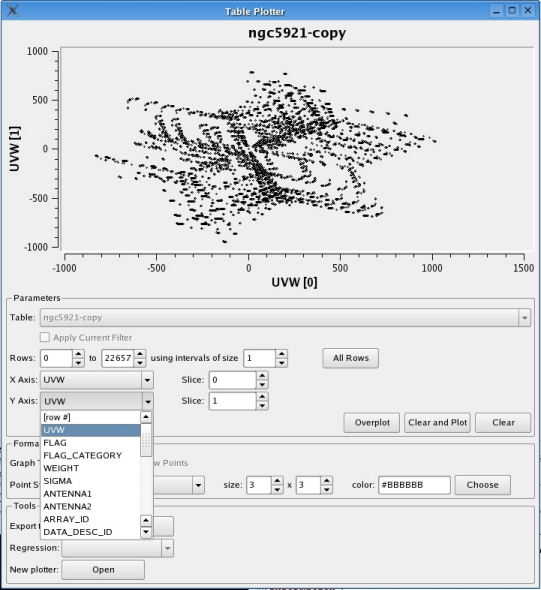 Table Plotter
ngc5921-copy
1000
500
0
-500
-1000
UVW [1]
-1000 -500 0 500 1000 1500
UVW [0]
Parameters
Table: ngc5921-copy
Apply Current Filter
Rows: 0 to 22657 using intervals of size 1 All Rows
X Axis: UVW Slice: 0
Y Axis: UVW Slice: 1
[row #]
Overplot Clear and Plot Clear
UVW
FLAG
Forma
FLAG_CATEGORY
Graph T w Points
WEIGHT
SIGMA
Point S size: 3 x 3 color: #BBBBBB Choose
ANTENNA1
ANTENNA2
Tools
ARRAY_ID
Export t
DATA_DESC_ID
Regression:
New plotter: Open